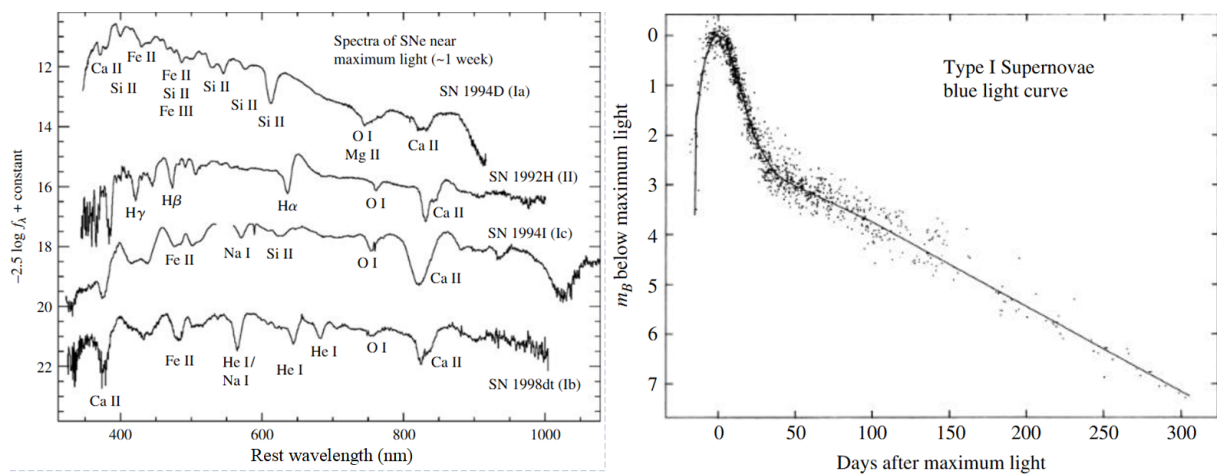 Spectra of SNe near
maximum light (~1 week)
Ca II
Si II
Fe II
Fe II
Si II
Fe III
Si II
Si II
Si II
O I
Mg II
Ca II
SN 1994D (Ia)
Hγ
Hβ
Hα
O I
Ca II
SN 1992H (II)
Fe II
Na I
Si II
O I
Ca II
SN 1994I (Ic)
Ca II
Fe II
He I/
Na I
He I
He I
O I
Ca II
SN 1998dt (Ib)
12
14
16
18
20
22
−2.5 log fλ + constant
400
600
800
1000
Rest wavelength (nm)
Type I Supernovae
blue light curve
0
1
2
3
4
5
6
7
mB below maximum light
0
50
100
150
200
250
300
Days after maximum light